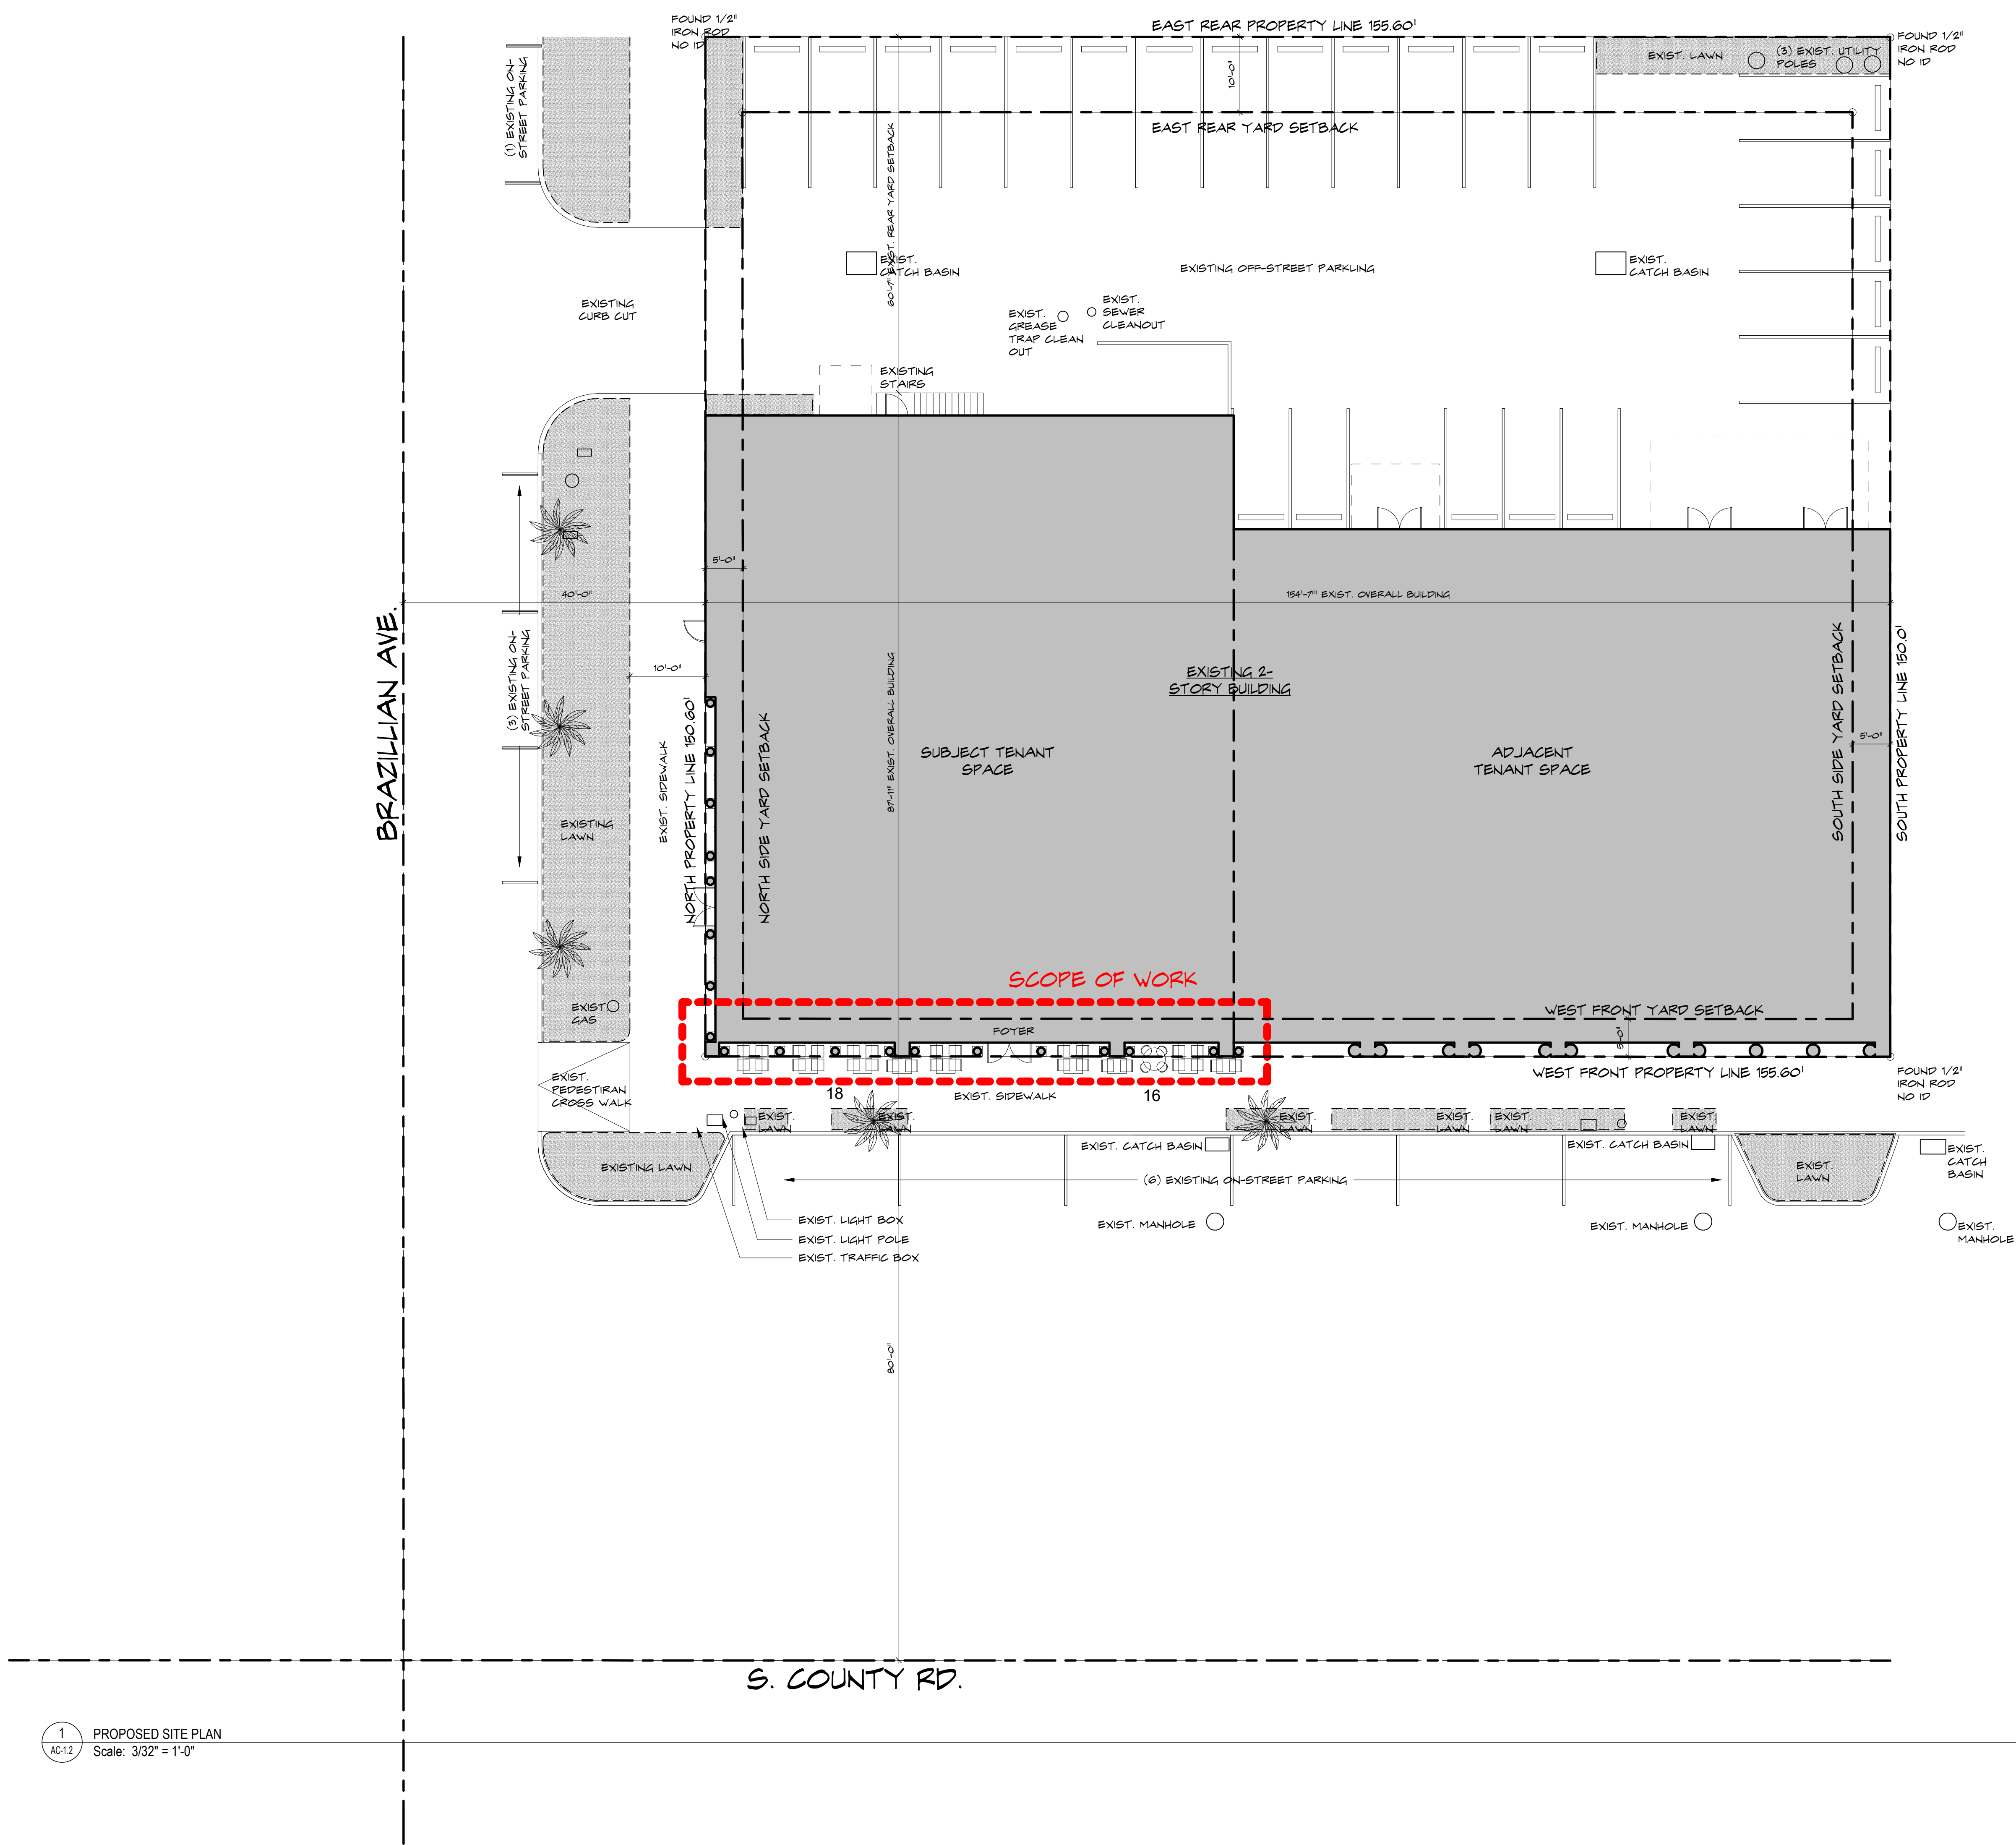 FOUND 1/2"
IRON ROD
NO ID
EAST REAR PROPERTY LINE 155.60'
FOUND 1/2"
IRON ROD
NO ID
EXIST. LAWN
(3) EXIST. UTILITY
POLES
(1) EXISTING ON-
STREET PARKING
10'-0"
EAST REAR YARD SETBACK
60'-7" EXIST. REAR YARD SETBACK
EXIST.
CATCH BASIN
EXISTING OFF-STREET PARKLING
EXIST.
CATCH BASIN
EXISTING
CURB CUT
EXIST.
GREASE
TRAP CLEAN
OUT
EXIST.
SEWER
CLEANOUT
EXISTING
STAIRS
5'-0"
40'-0"
154'-7"' EXIST. OVERALL BUILDING
BRAZILLIAN AVE.
(3) EXISTING ON-
STREET PARKING
10'-0"
EXIST. SIDEWALK
NORTH PROPERTY LINE 150.60'
NORTH SIDE YARD SETBACK
87'-11" EXIST. OVERALL BUILDING
EXISTING 2-
STORY BUILDING
SUBJECT TENANT
SPACE
ADJACENT
TENANT SPACE
SOUTH SIDE YARD SETBACK
5'-0"
SOUTH PROPERTY LINE 150.0'
EXISTING
LAWN
SCOPE OF WORK
EXIST.
GAS
FOYER
WEST FRONT YARD SETBACK
5'-0"
WEST FRONT PROPERTY LINE 155.60'
FOUND 1/2"
IRON ROD
NO ID
EXIST.
PEDESTIRAN
CROSS WALK
18
EXIST. SIDEWALK
16
EXIST.
LAWN
EXIST.
LAWN
EXIST.
LAWN
EXIST.
LAWN
EXIST.
LAWN
EXIST.
LAWN
EXIST. CATCH BASIN
EXIST. CATCH BASIN
EXIST.
CATCH
BASIN
EXISTING LAWN
EXIST.
LAWN
(6) EXISTING ON-STREET PARKING
EXIST. LIGHT BOX
EXIST. LIGHT POLE
EXIST. TRAFFIC BOX
EXIST. MANHOLE
EXIST. MANHOLE
EXIST.
MANHOLE
80'-0"
S. COUNTY RD.
1
AC-1.2
PROPOSED SITE PLAN
Scale: 3/32" = 1'-0"